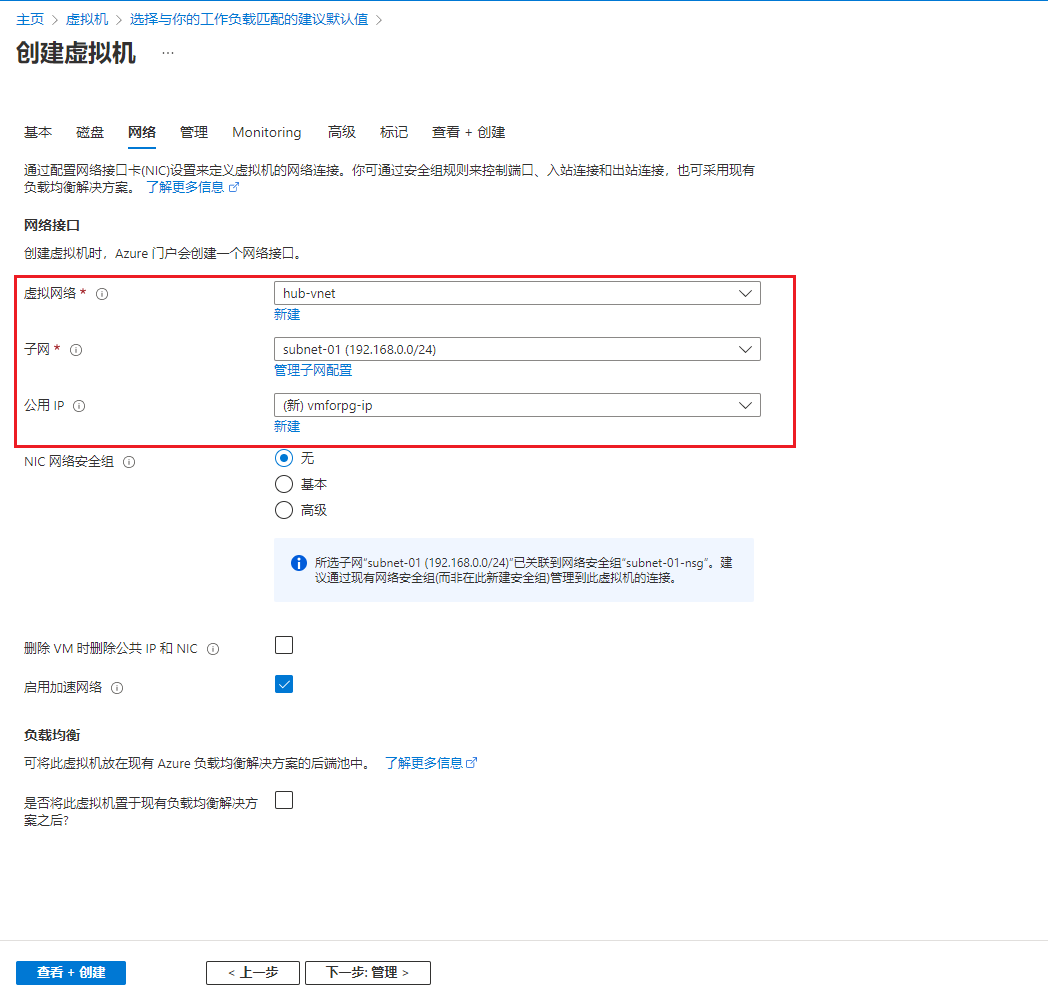 主页 > 虚拟机 > 选择与你的工作负载匹配的建议默认值 >
创建虚拟机 ...
基本 磁盘 网络 管理 Monitoring 高级 标记 查看 + 创建
通过配置网络接口卡(NIC)设置来定义虚拟机的网络连接。你可通过安全组规则来控制端口、入站连接和出站连接，也可采用现有
负载均衡解决方案。 了解更多信息
网络接口
创建虚拟机时，Azure 门户会创建一个网络接口。
虚拟网络 * hub-vnet
新建
子网 * subnet-01 (192.168.0.0/24)
管理子网配置
公用 IP (新) vmforpg-ip
新建
NIC 网络安全组 无
基本
高级
所选子网“subnet-01 (192.168.0.0/24)”已关联到网络安全组“subnet-01-nsg”。建
议通过现有网络安全组(而非在此新建安全组)管理到此虚拟机的连接。
删除 VM 时删除公共 IP 和 NIC
启用加速网络
负载均衡
可将此虚拟机放在现有 Azure 负载均衡解决方案的后端池中。 了解更多信息
是否将此虚拟机置于现有负载均衡解决方
案之后?
查看 + 创建 < 上一步 下一步: 管理 >